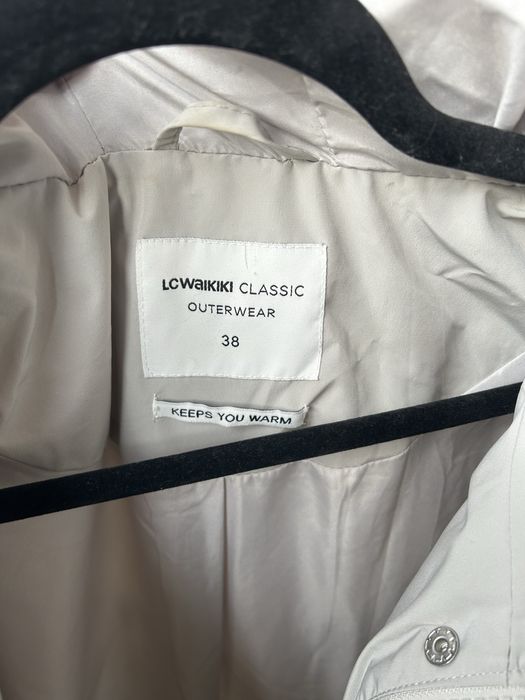 LCWAIKIKI CLASSIC
OUTERWEAR
38
KEEPS YOU WARM